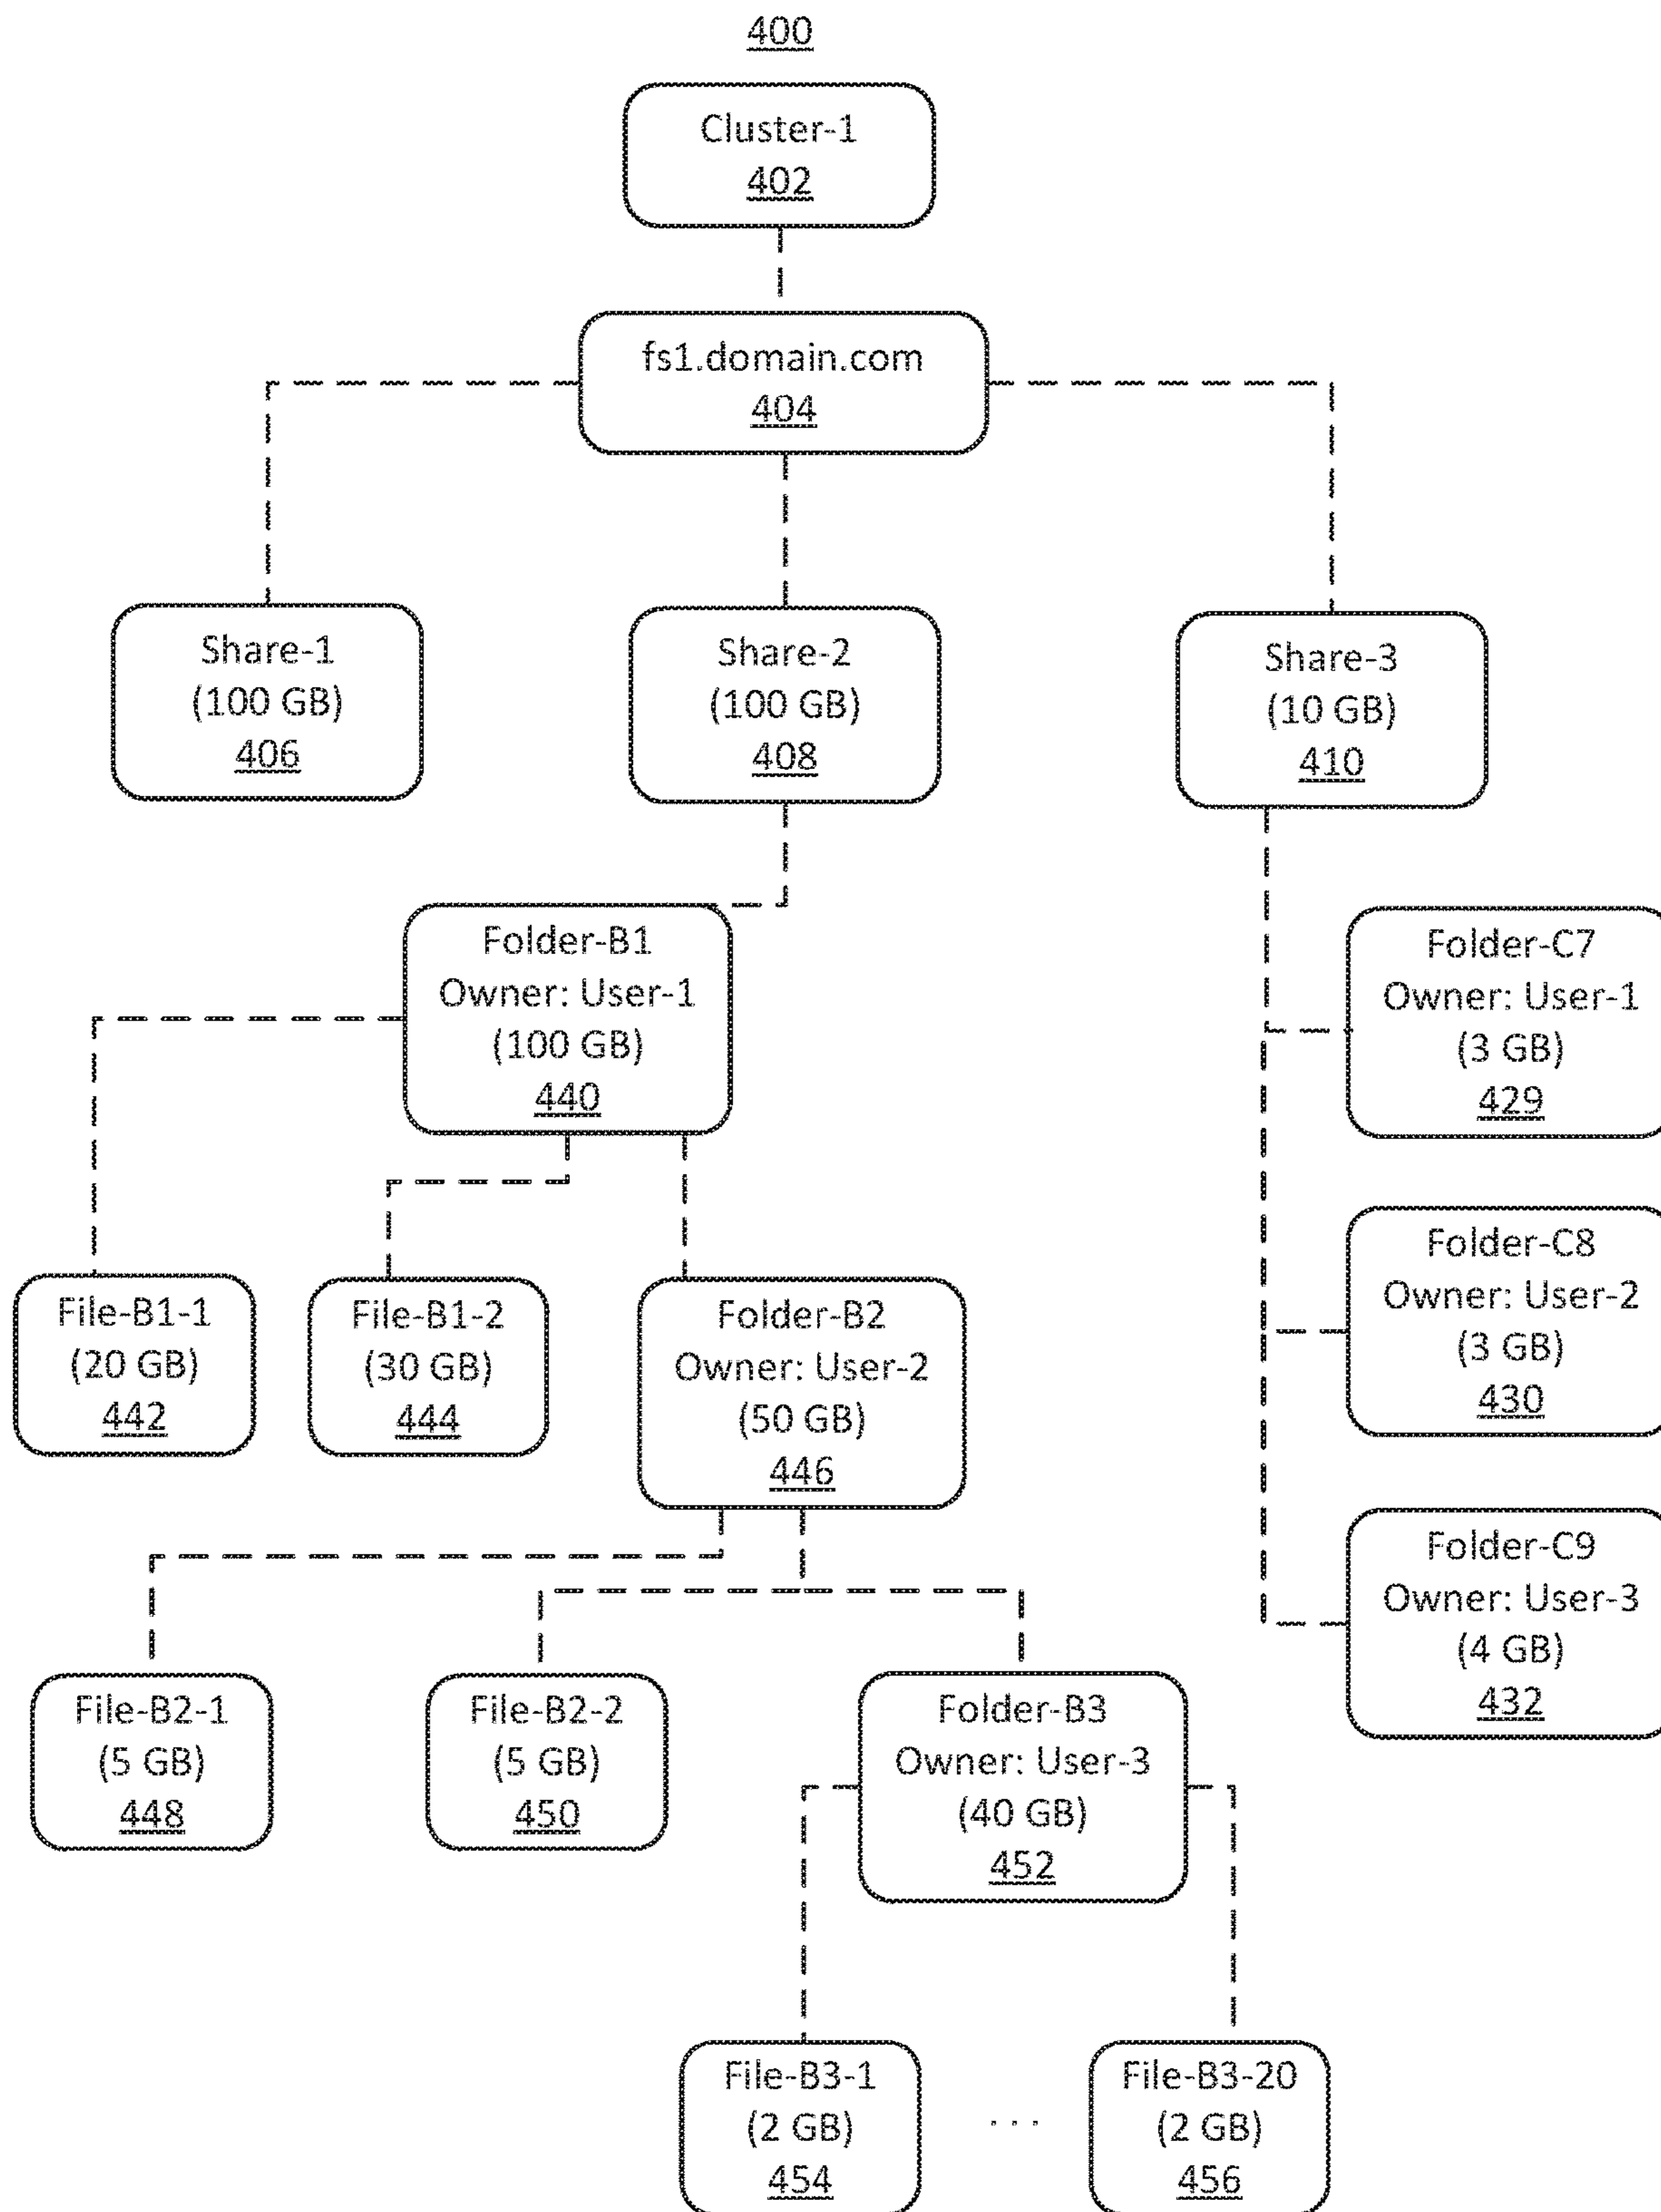 400
Cluster-1
402
fs1.domain.com
404
Share-1
(100 GB)
406
Share-2
(100 GB)
408
Share-3
(10 GB)
410
Folder-B1
Owner: User-1
(100 GB)
440
Folder-C7
Owner: User-1
(3 GB)
429
File-B1-1
(20 GB)
442
File-B1-2
(30 GB)
444
Folder-B2
Owner: User-2
(50 GB)
446
Folder-C8
Owner: User-2
(3 GB)
430
Folder-C9
Owner: User-3
(4 GB)
432
File-B2-1
(5 GB)
448
File-B2-2
(5 GB)
450
Folder-B3
Owner: User-3
(40 GB)
452
File-B3-1
(2 GB)
454
. . .
File-B3-20
(2 GB)
456